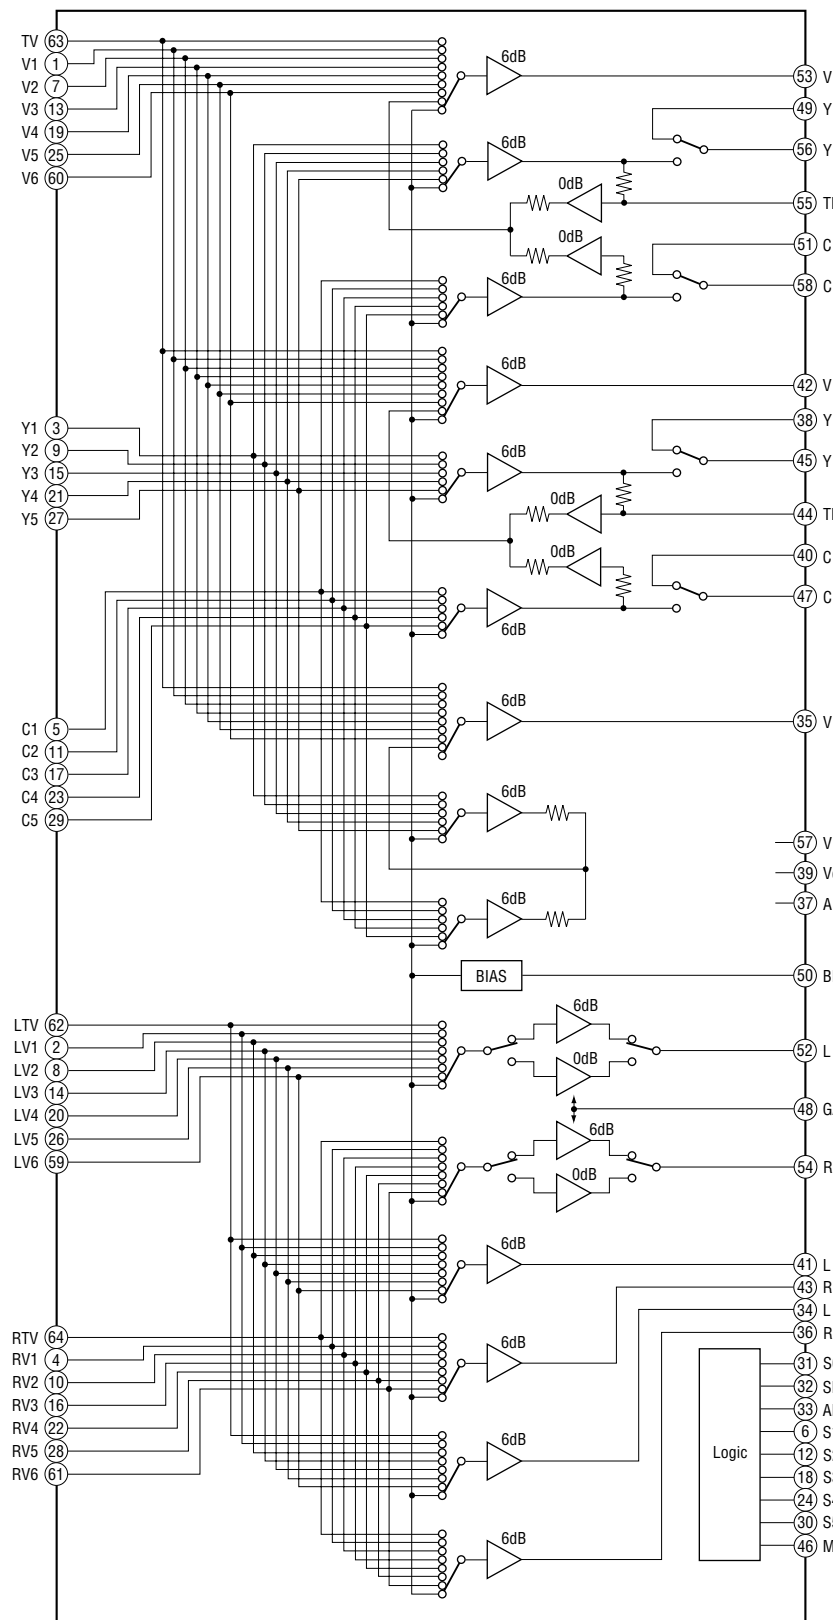 TV 63
V1 1
6dB
V2 7
53 V
V3 13
49 Y
V4 19
6dB
56 Y
V5 25
V6 60
0dB
55
51 C
0dB
6dB
58 C
6dB
42 V
Y1 3
38 Y
Y2 9
6dB
45 Y
Y3 15
Y4 21
0dB
44
Y5 27
0dB
40 C
47 C
6dB
6dB
35 V
C1 5
C2 11
C3 17
C4 23
6dB
C5 29
57 V
39
37 A
6dB
BIAS
50
6dB
LTV 62
LV1 2
0dB
52 L
LV2 8
LV3 14
LV4 20
48
6dB
LV5 26
LV6 59
0dB
54 R
6dB
41 L
43 R
34 L
RTV 64
6dB
36 R
RV1 4
31
RV2 10
32
RV3 16
33
RV4 22
6
RV5 28
6dB
Logic
12
RV6 61
18
24
30
6dB
46 M